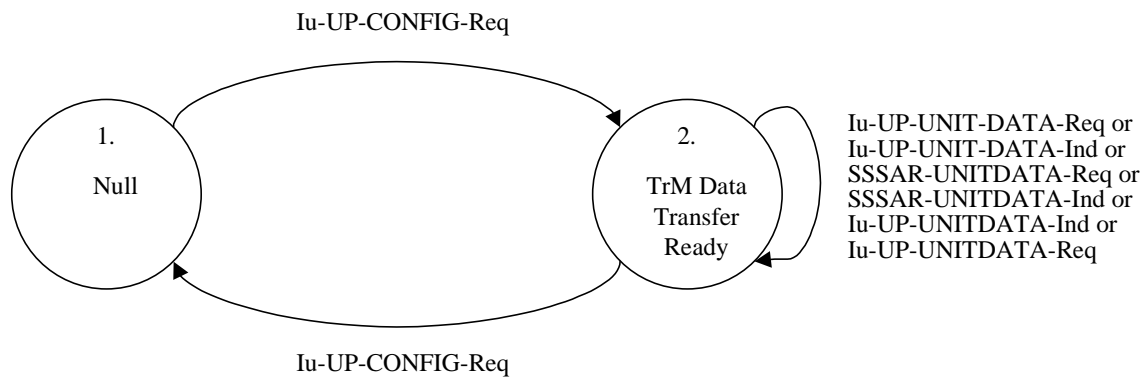 Iu-UP-CONFIG-Req
1.
Null
2.
TrM Data
Transfer
Ready
Iu-UP-UNIT-DATA-Req or
Iu-UP-UNIT-DATA-Ind or
SSSAR-UNITDATA-Req or
SSSAR-UNITDATA-Ind or
Iu-UP-UNITDATA-Ind or
Iu-UP-UNITDATA-Req
Iu-UP-CONFIG-Req